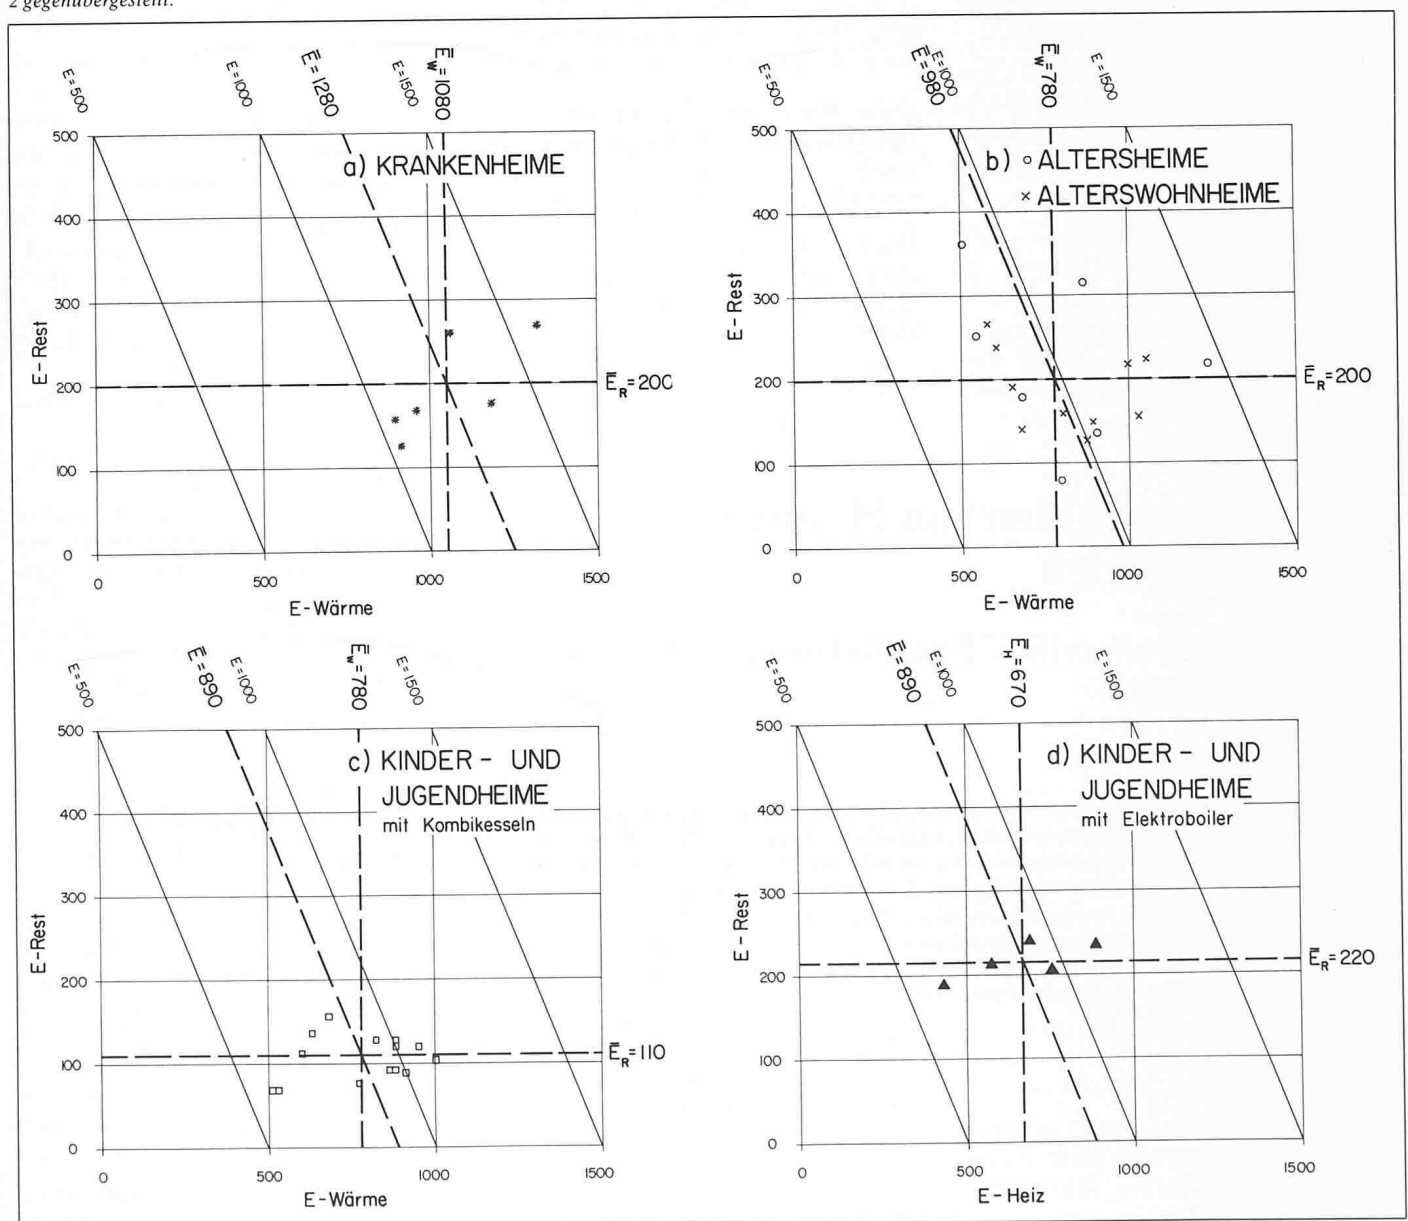 2 gegenübergestellt.
E=500
E=1000
Ē=1280
E=1500
Ē_W=1080
a) KRANKENHEIME
500
400
300
200
100
0
E-Rest
Ē_R=200
0
500
1000
1500
E-Wärme
E=500
Ē=980
E=1000
Ē_W=780
E=1500
b) o ALTERSHEIME
x ALTERSWOHNHEIME
500
400
300
200
100
0
E-Rest
Ē_R=200
0
500
1000
1500
E-Wärme
E=500
Ē=890
E=1000
Ē_W=780
E=1500
c) KINDER- UND
JUGENDHEIME
mit Kombikesseln
500
400
300
200
100
0
E-Rest
Ē_R=110
0
500
1000
1500
E-Wärme
E=500
Ē=890
E=1000
Ē_H=670
E=1500
d) KINDER- UND
JUGENDHEIME
mit Elektroboiler
500
400
300
200
100
0
E-Rest
Ē_R=220
0
500
1000
1500
E-Heiz